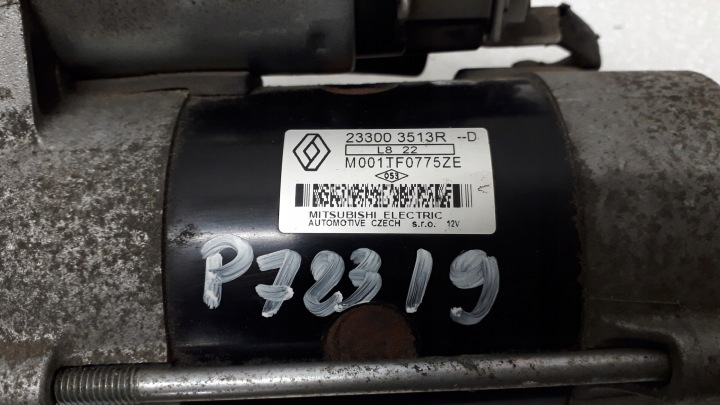 23300 3513R --D
L8 22
M001TF0775ZE
053
MITSUBISHI ELECTRIC
AUTOMOTIVE CZECH s.r.o. 12V
P72319